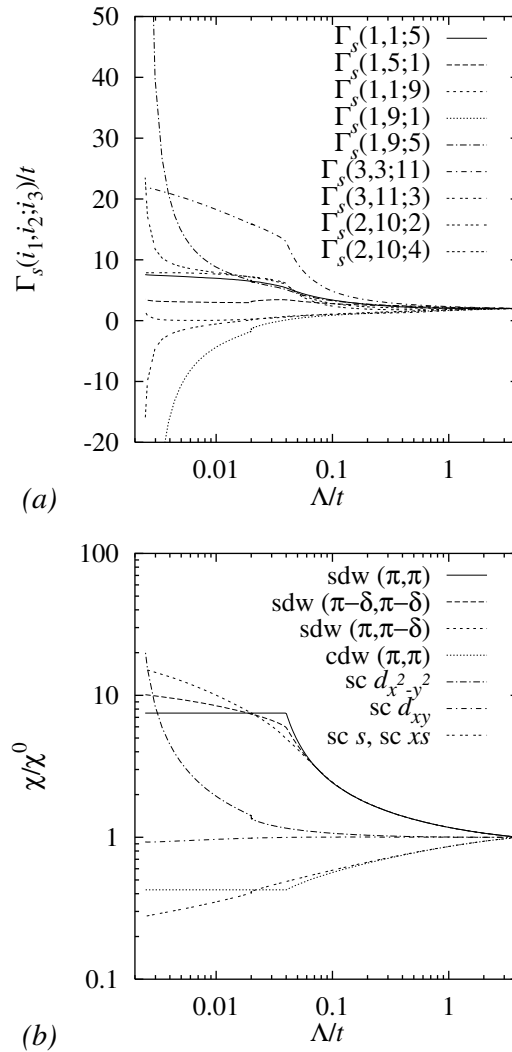 50
40
30
20
10
0
-10
-20
Γs(i1,i2;i3)/t
Γs(1,1;5)
Γs(1,5;1)
Γs(1,1;9)
Γs(1,9;1)
Γs(1,9;5)
Γs(3,3;11)
Γs(3,11;3)
Γs(2,10;2)
Γs(2,10;4)
0.01 0.1 1
Λ/t
(a)
100
10
1
0.1
χ/χ⁰
sdw (π,π)
sdw (π−δ,π−δ)
sdw (π,π−δ)
cdw (π,π)
sc dx²-y²
sc dxy
sc s, sc xs
0.01 0.1 1
Λ/t
(b)